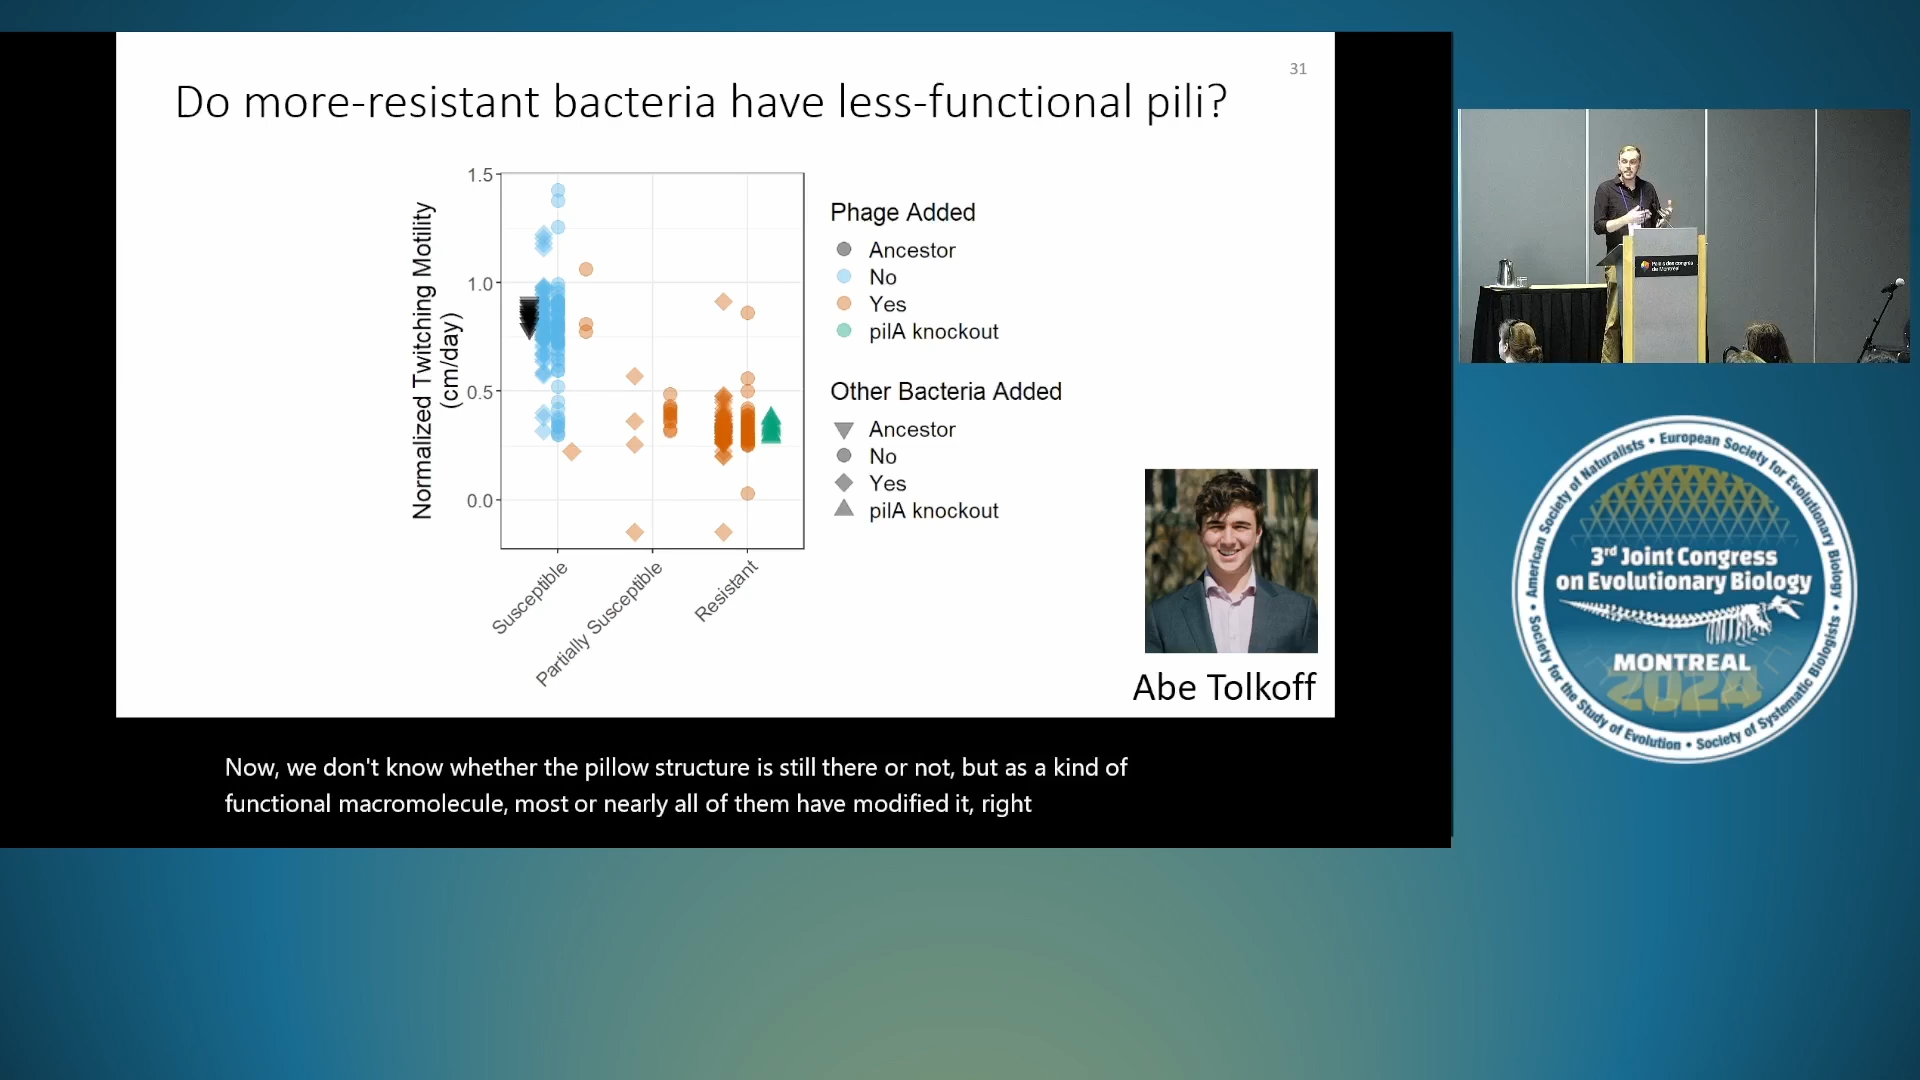 31
Do more-resistant bacteria have less-functional pili?
Normalized Twitching Motility
(cm/day)
1.5
1.0
0.5
0.0
Susceptible
Partially Susceptible
Resistant
Phage Added
Ancestor
No
Yes
pilA knockout
Other Bacteria Added
Ancestor
No
Yes
pilA knockout
Abe Tolkoff
Now, we don't know whether the pillow structure is still there or not, but as a kind of
functional macromolecule, most or nearly all of them have modified it, right
Palais des congrès
de Montréal
American Society of Naturalists • European Society for Evolutionary Biology • Society of Systematic Biologists • Society for the Study of Evolution •
3rd Joint Congress
on Evolutionary Biology
MONTREAL
2024